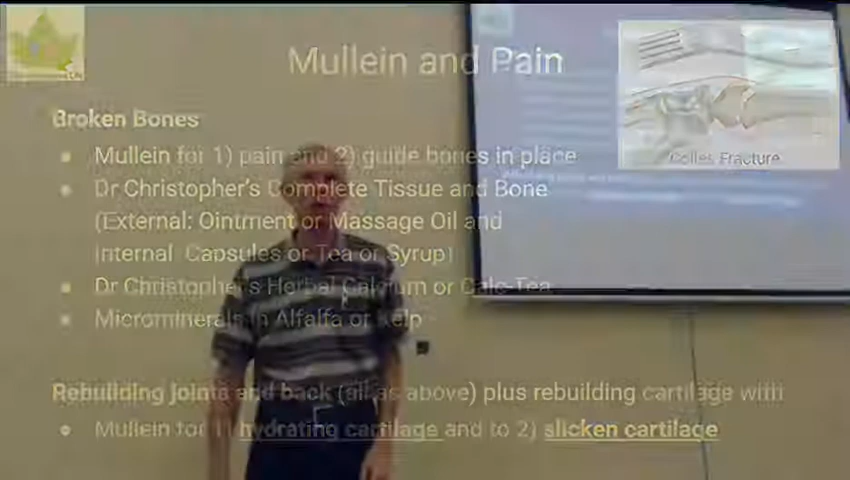 Mullein and Pain
Colles Fracture
Broken Bones
Mullein for 1) pain and 2) guide bones in place
Dr Christopher's Complete Tissue and Bone
(External: Ointment or Massage Oil and
Internal: Capsules or Tea or Syrup)
Dr Christopher's Herbal Calcium or Calc-Tea
Microminerals in Alfalfa or Kelp
Rebuilding joints and back (all as above) plus rebuilding cartilage with
Mullein for 1) hydrating cartilage and to 2) slicken cartilage